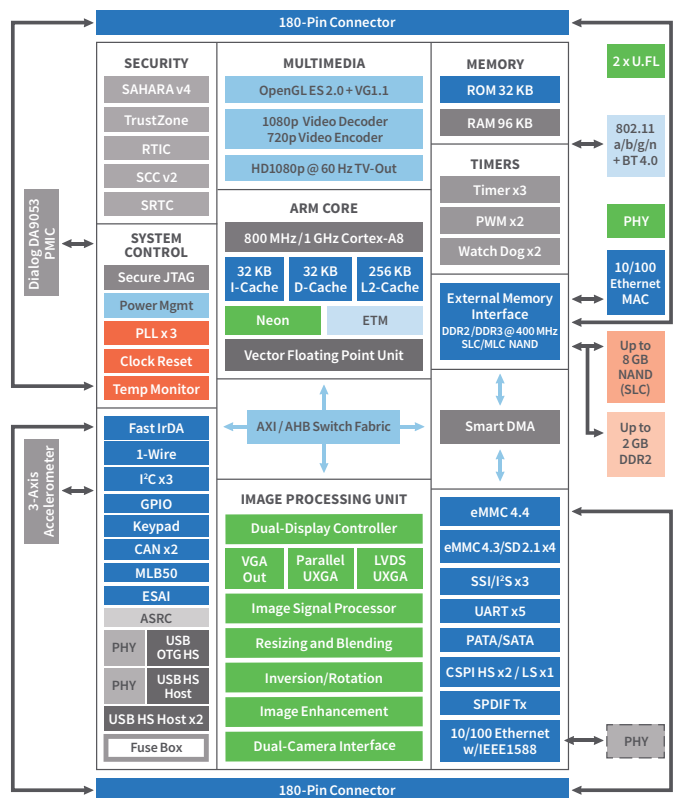 180-Pin Connector
SECURITY
SAHARA v4
TrustZone
RTIC
SCC v2
SRTC
SYSTEM
CONTROL
Secure JTAG
Power Mgmt
PLL x 3
Clock Reset
Temp Monitor
Dialog DA9053
PMIC
MULTIMEDIA
OpenGL ES 2.0 + VG1.1
1080p Video Decoder
720p Video Encoder
HD1080p @ 60 Hz TV-Out
ARM CORE
800 MHz / 1 GHz Cortex-A8
32 KB
I-Cache
32 KB
D-Cache
256 KB
L2-Cache
Neon
ETM
Vector Floating Point Unit
MEMORY
ROM 32 KB
RAM 96 KB
TIMERS
Timer x3
PWM x2
Watch Dog x2
External Memory
Interface
DDR2/DDR3 @ 400 MHz
SLC/MLC NAND
2 x U.FL
802.11
a/b/g/n
+ BT 4.0
PHY
10/100
Ethernet
MAC
Up to
8 GB
NAND
(SLC)
Up to
2 GB
DDR2
AXI / AHB Switch Fabric
Smart DMA
3-Axis
Accelerometer
Fast IrDA
1-Wire
I²C x3
GPIO
Keypad
CAN x2
MLB50
ESAI
ASRC
PHY
USB
OTG HS
PHY
USB HS
Host
USB HS Host x2
Fuse Box
IMAGE PROCESSING UNIT
Dual-Display Controller
VGA
Out
Parallel
UXGA
LVDS
UXGA
Image Signal Processor
Resizing and Blending
Inversion/Rotation
Image Enhancement
Dual-Camera Interface
eMMC 4.4
eMMC 4.3/SD 2.1 x4
SSI/I²S x3
UART x5
PATA/SATA
CSPI HS x2 / LS x1
SPDIF Tx
10/100 Ethernet
w/IEEE1588
PHY
180-Pin Connector